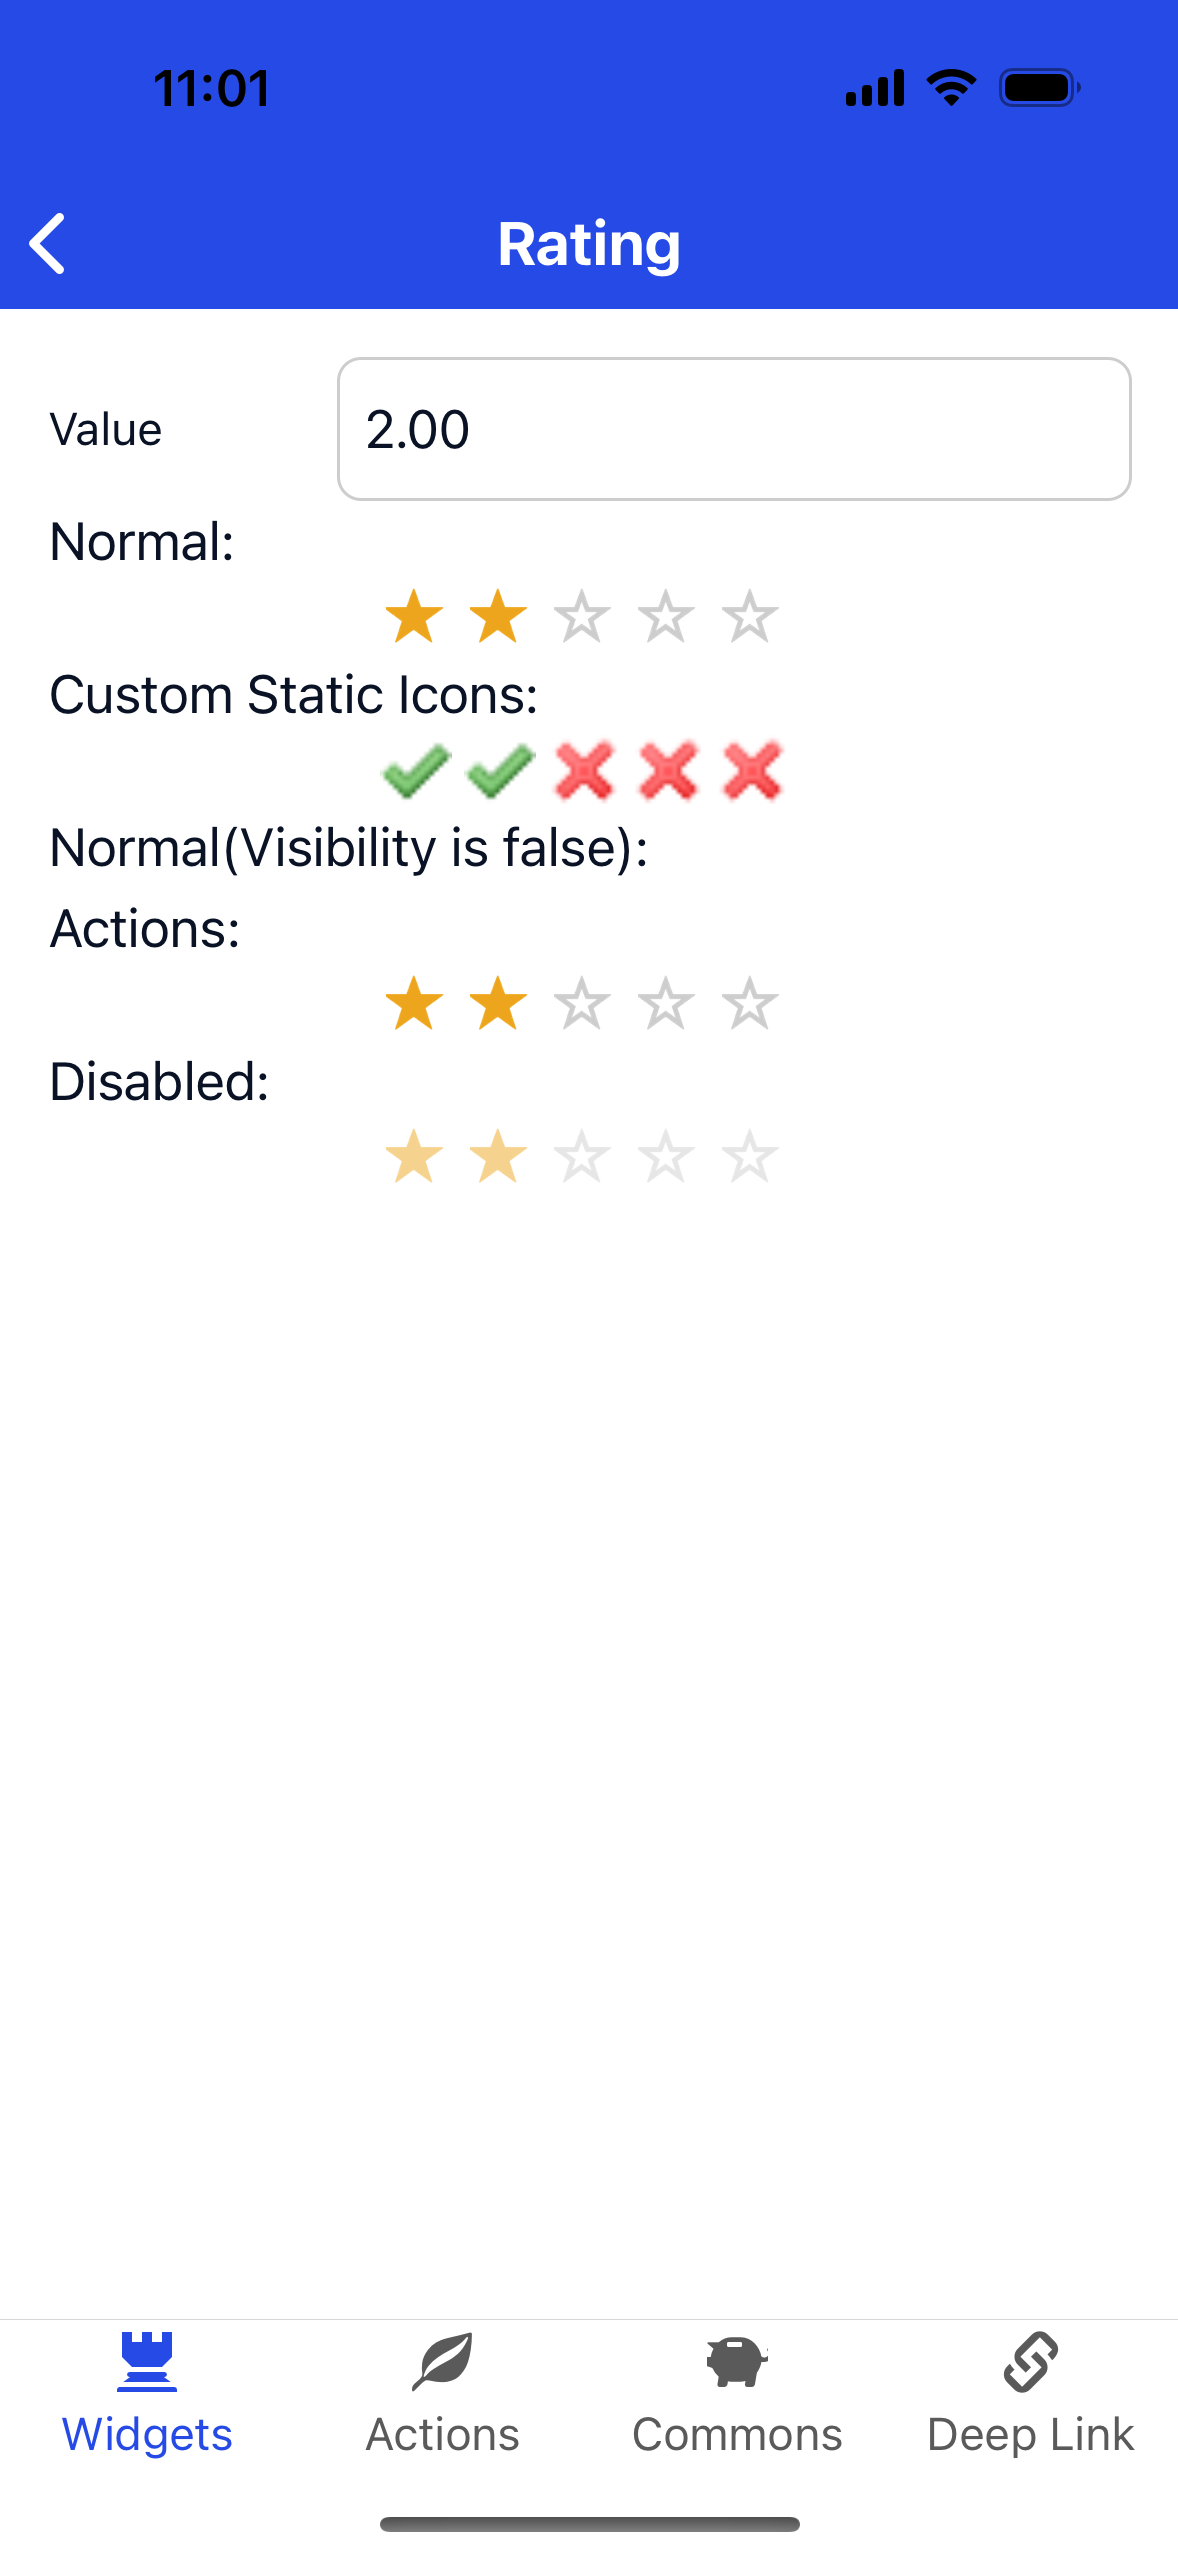 11:01
Rating
Value
2.00
Normal:
Custom Static Icons:
Normal(Visibility is false):
Actions:
Disabled:
Widgets Actions Commons Deep Link